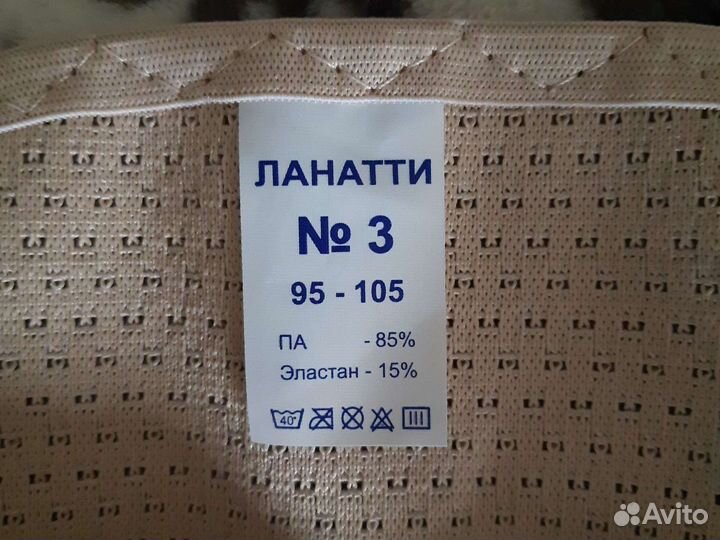 ЛАНАТТИ
№ 3
95 - 105
ПА - 85%
Эластан - 15%
40°
Avito